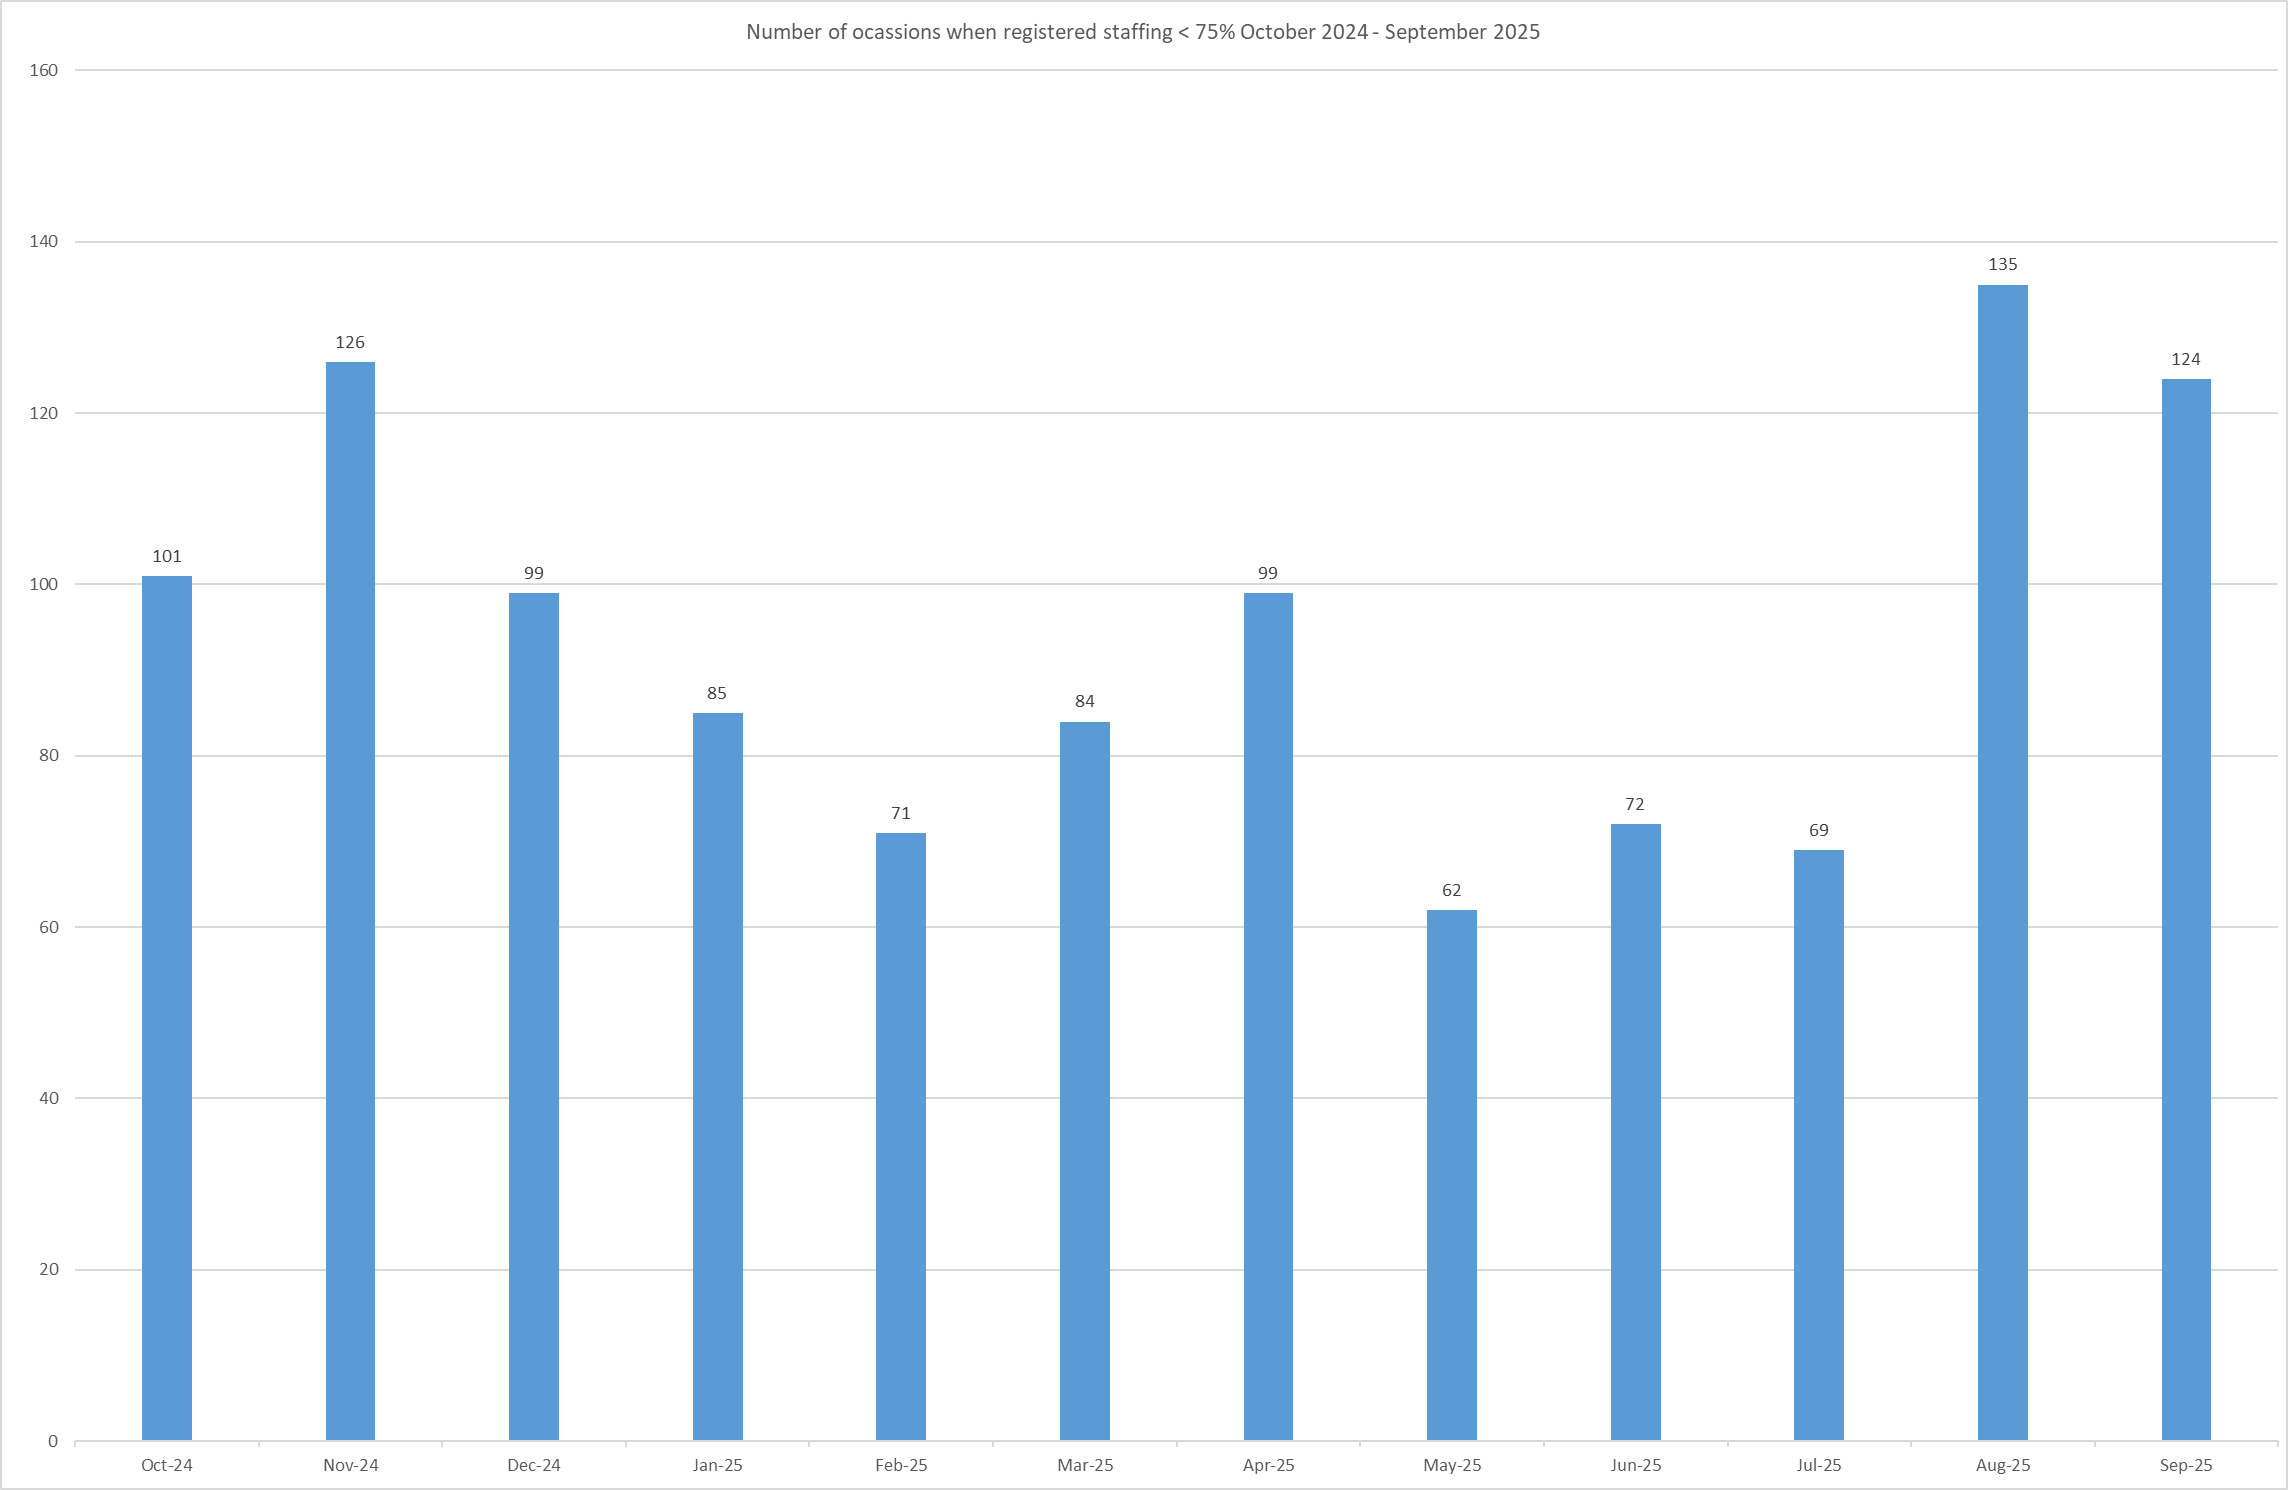 Number of ocassions when registered staffing < 75% October 2024 - September 2025
160
140
120
100
80
60
40
20
0
101
126
99
85
71
84
99
62
72
69
135
124
Oct-24
Nov-24
Dec-24
Jan-25
Feb-25
Mar-25
Apr-25
May-25
Jun-25
Jul-25
Aug-25
Sep-25